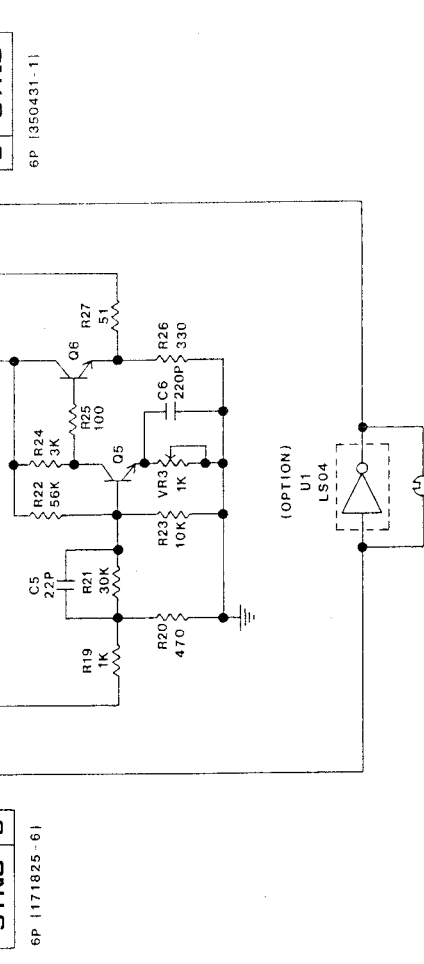 6P [350431-1]
R27
51
Q6
R26
330
R25
100
C6
220P
R24
3K
Q5
VR3
1K
R22
56K
R23
10K
C5
22P
R21
30K
R20
470
R19
1K
(OPTION)
U1
LS04
6P [171825-6]